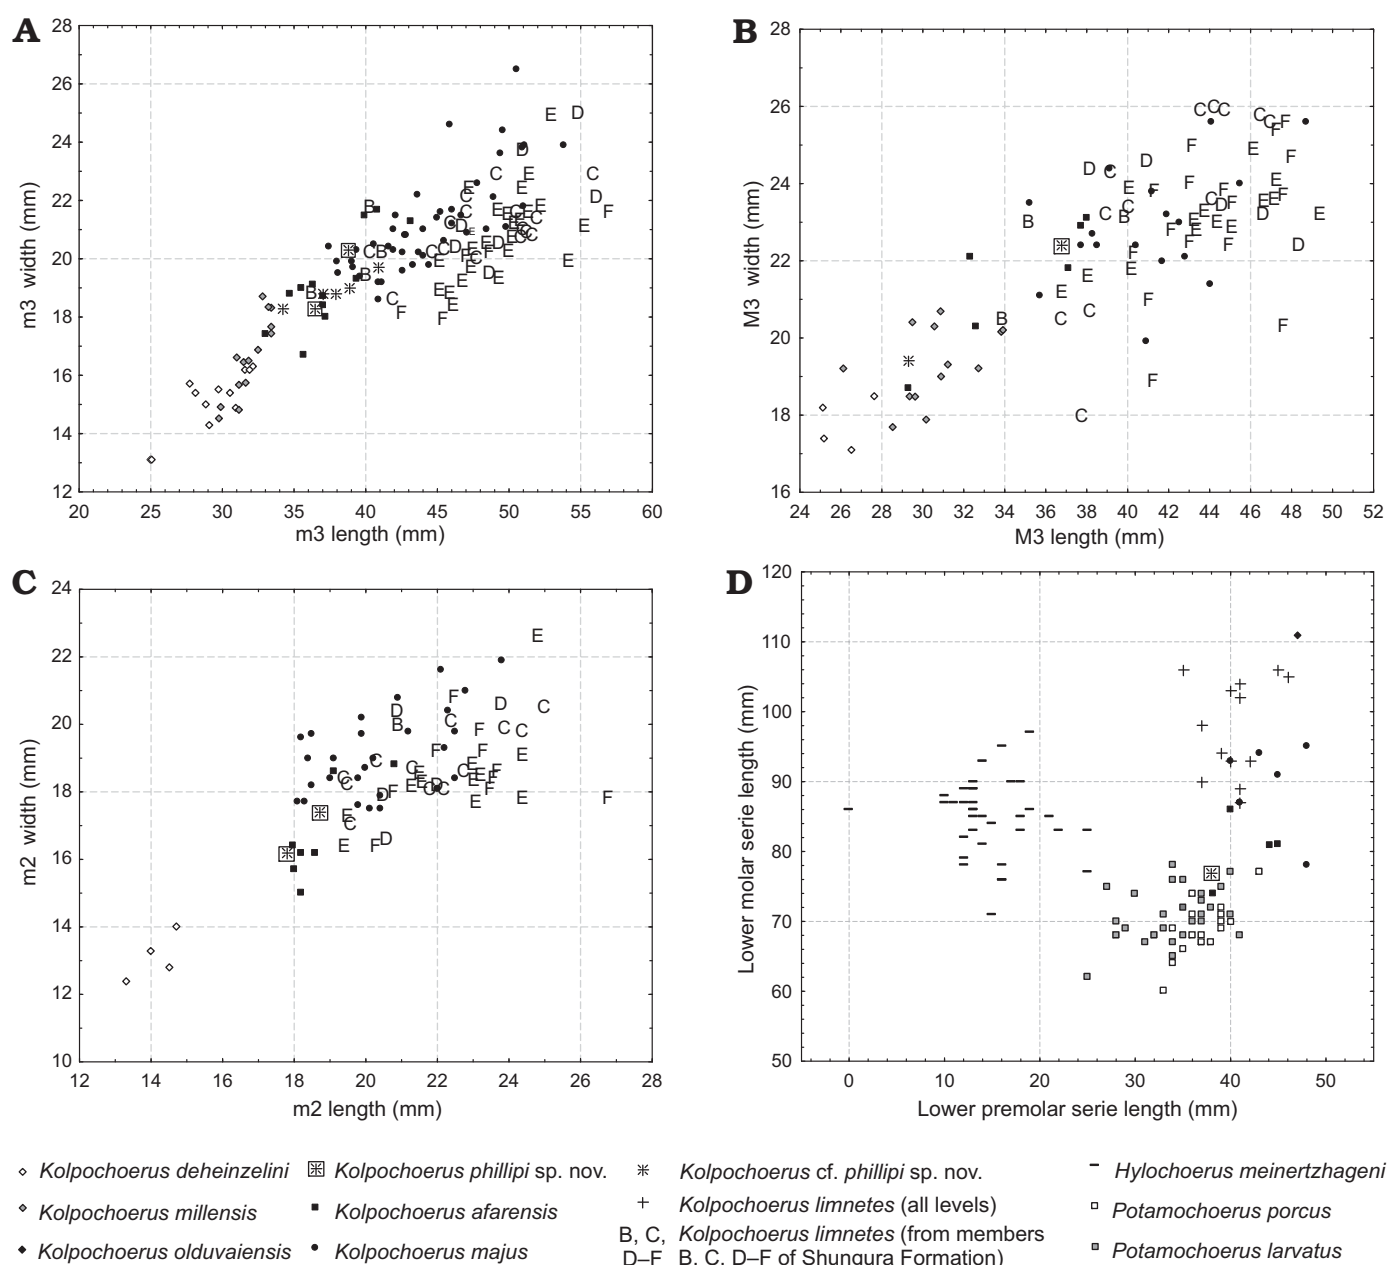 A
28
26
24
22
20
18
16
14
12
m3 width (mm)
20 25 30 35 40 45 50 55 60
m3 length (mm)
B
28
26
24
22
20
18
16
M3 width (mm)
24 26 28 30 32 34 36 38 40 42 44 46 48 50 52
M3 length (mm)
C
24
22
20
18
16
14
12
10
m2 width (mm)
12 14 16 18 20 22 24 26 28
m2 length (mm)
D
120
110
100
90
80
70
60
50
Lower molar serie length (mm)
0 10 20 30 40 50
Lower premolar serie length (mm)
Kolpochoerus deheinzelini
Kolpochoerus millensis
Kolpochoerus olduvaiensis
Kolpochoerus phillipi sp. nov.
Kolpochoerus afarensis
Kolpochoerus majus
Kolpochoerus cf. phillipi sp. nov.
Kolpochoerus limnetes (all levels)
B, C, Kolpochoerus limnetes (from members
D–F B, C, D–F of Shungura Formation)
Hylochoerus meinertzhageni
Potamochoerus porcus
Potamochoerus larvatus